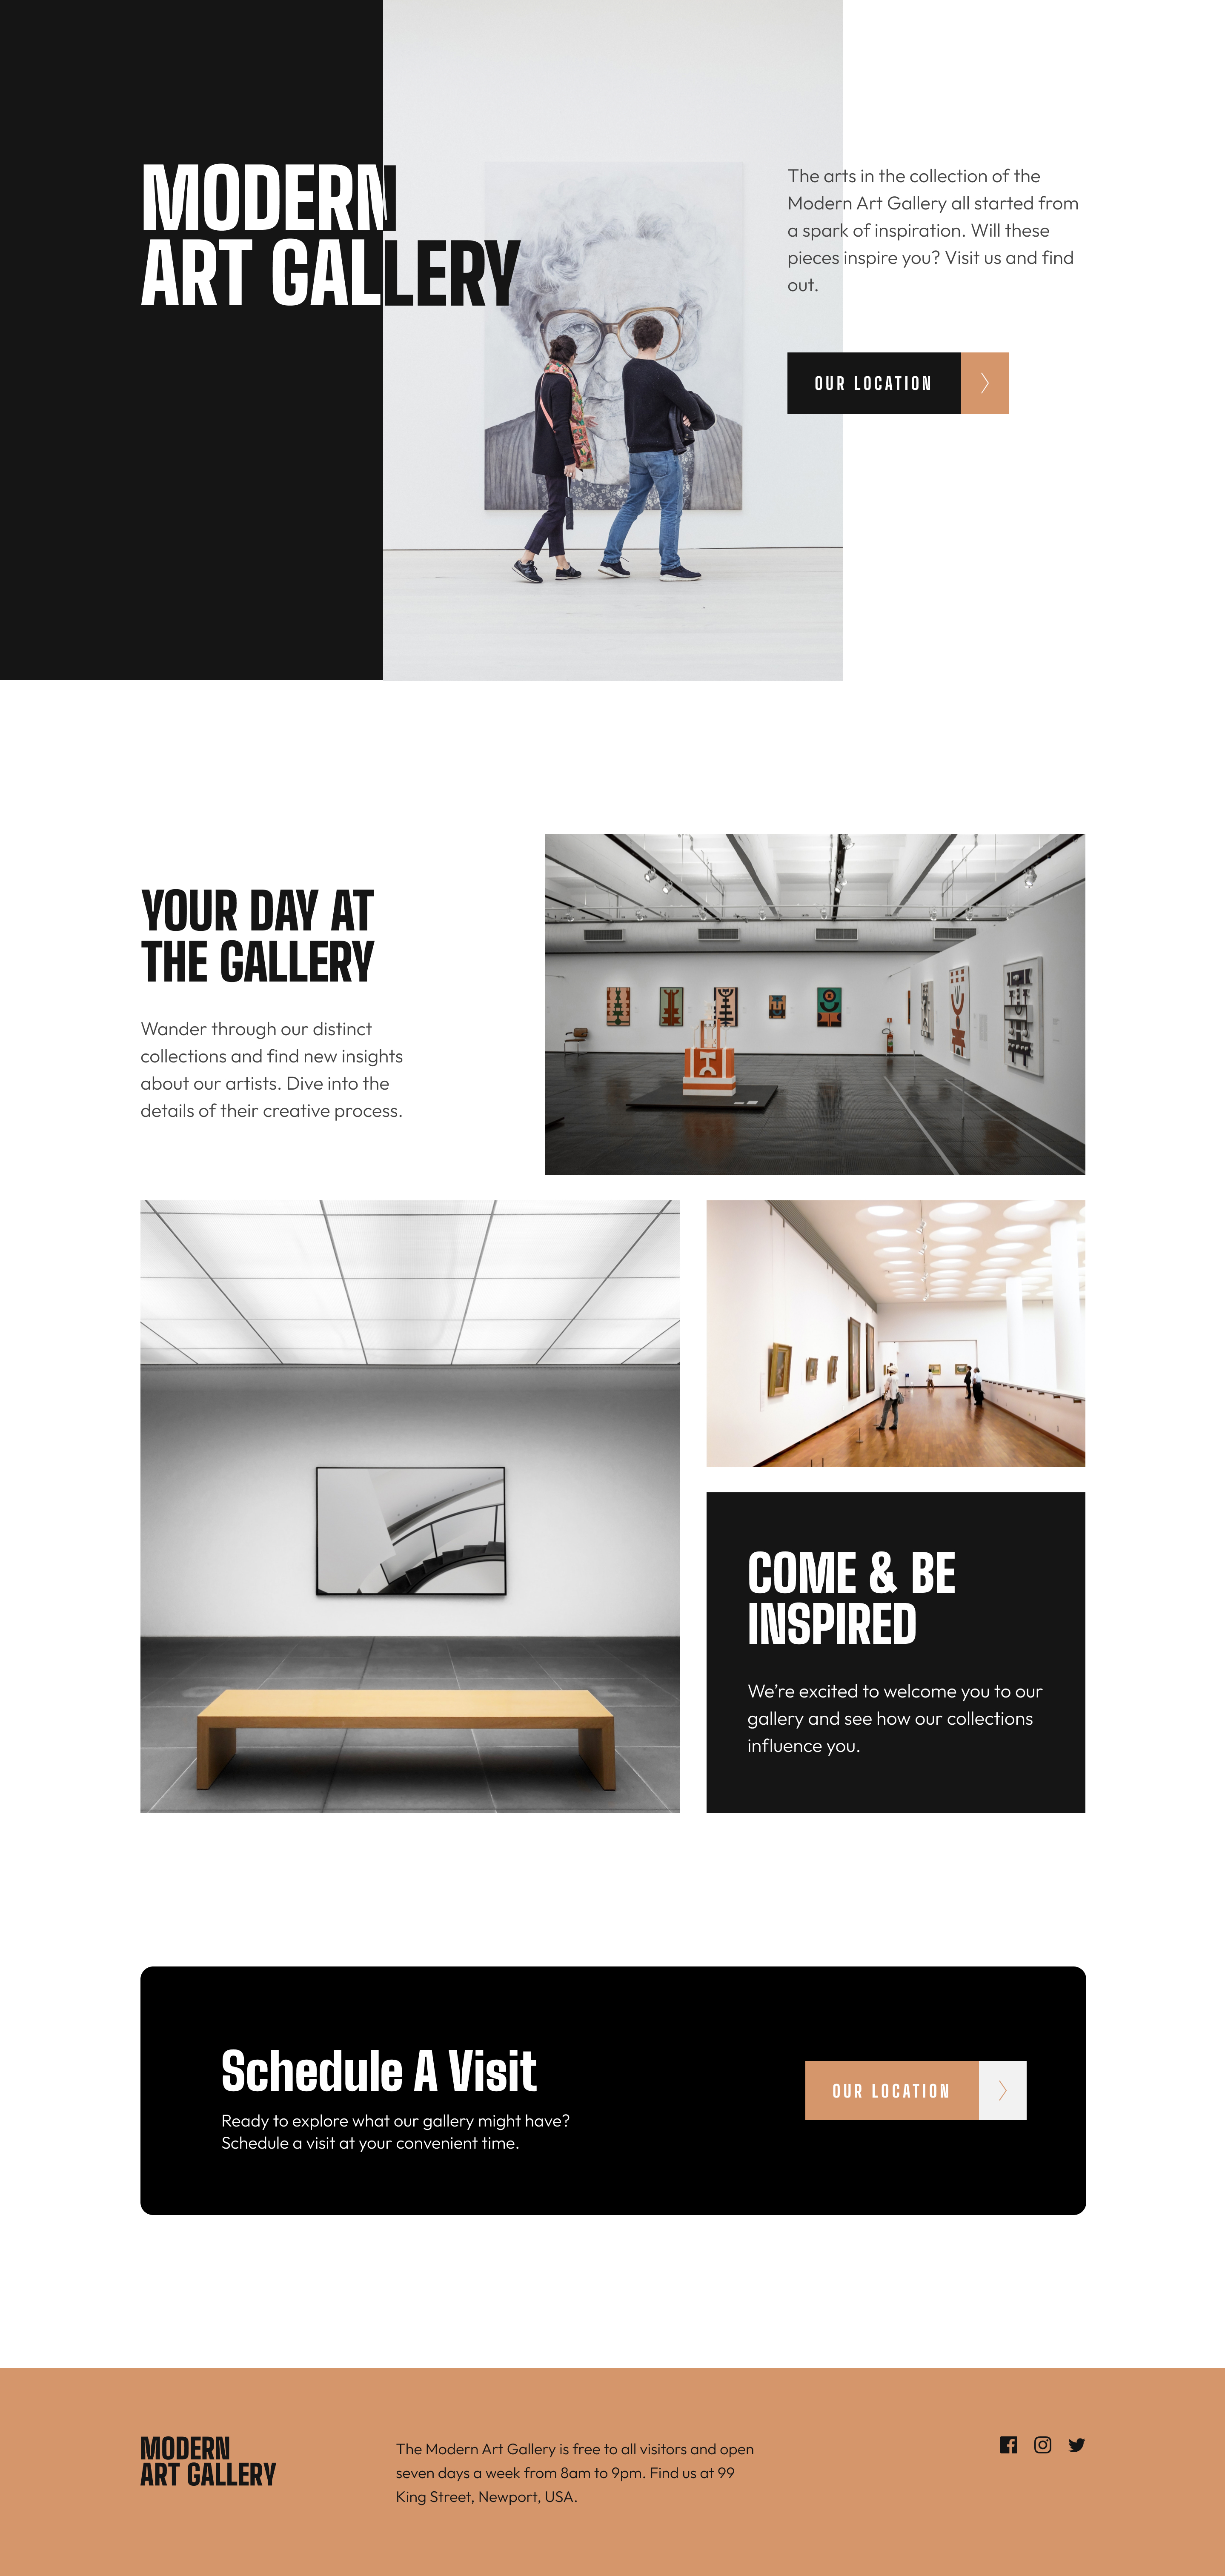 MODERN
ART GALLERY
The arts in the collection of the
Modern Art Gallery all started from
a spark of inspiration. Will these
pieces inspire you? Visit us and find
out.
OUR LOCATION
YOUR DAY AT
THE GALLERY
Wander through our distinct
collections and find new insights
about our artists. Dive into the
details of their creative process.
COME & BE
INSPIRED
We’re excited to welcome you to our
gallery and see how our collections
influence you.
Schedule A Visit
Ready to explore what our gallery might have?
Schedule a visit at your convenient time.
OUR LOCATION
MODERN
ART GALLERY
The Modern Art Gallery is free to all visitors and open
seven days a week from 8am to 9pm. Find us at 99
King Street, Newport, USA.